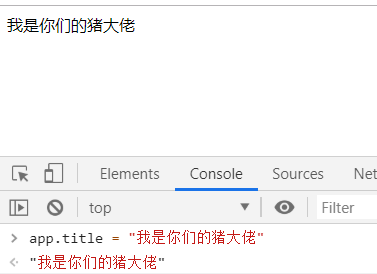 我是你们的猪大佬
Elements Console Sources Net
top Filter
> app.title = "我是你们的猪大佬"
"我是你们的猪大佬"